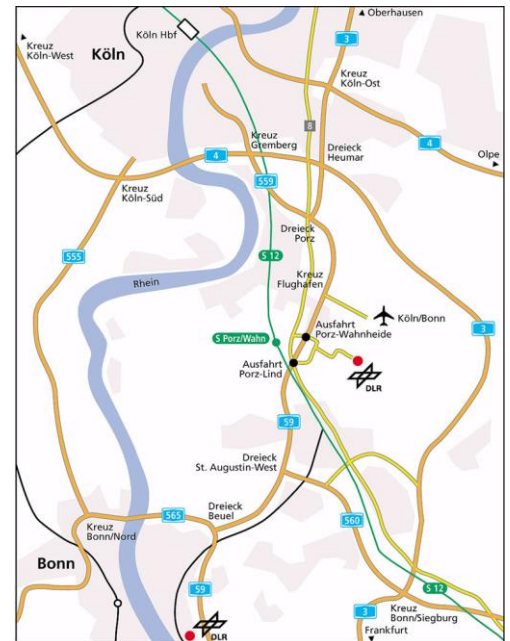 Oberhausen
3
Köln Hbf
Köln
Kreuz
Köln-West
Kreuz
Köln-Ost
8
Kreuz
Gremberg
Dreieck
Heumar
4
4
Olpe
559
Kreuz
Köln-Süd
Dreieck
Porz
555
S 12
Kreuz
Flughafen
Rhein
Köln/Bonn
Ausfahrt
Porz-Wahnheide
3
S Porz/Wahn
Ausfahrt
Porz-Lind
DLR
59
Dreieck
St. Augustin-West
Dreieck
Beuel
565
560
Kreuz
Bonn/Nord
Bonn
59
S 12
Kreuz
Bonn/Siegburg
3
DLR
Frankfurt